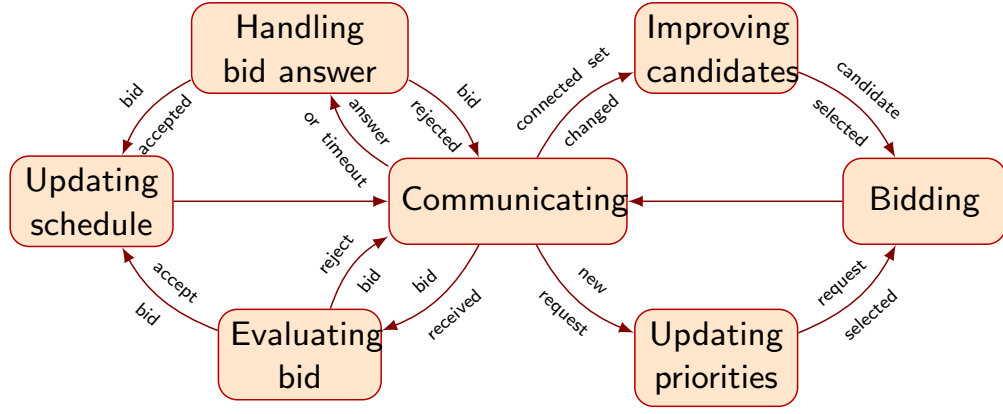 Handling
bid answer
Improving
candidates
bid
accepted
answer
or timeout
bid
rejected
connected set
changed
candidate
selected
Updating
schedule
Communicating
Bidding
accept
bid
reject
bid
bid
received
new
request
request
selected
Evaluating
bid
Updating
priorities